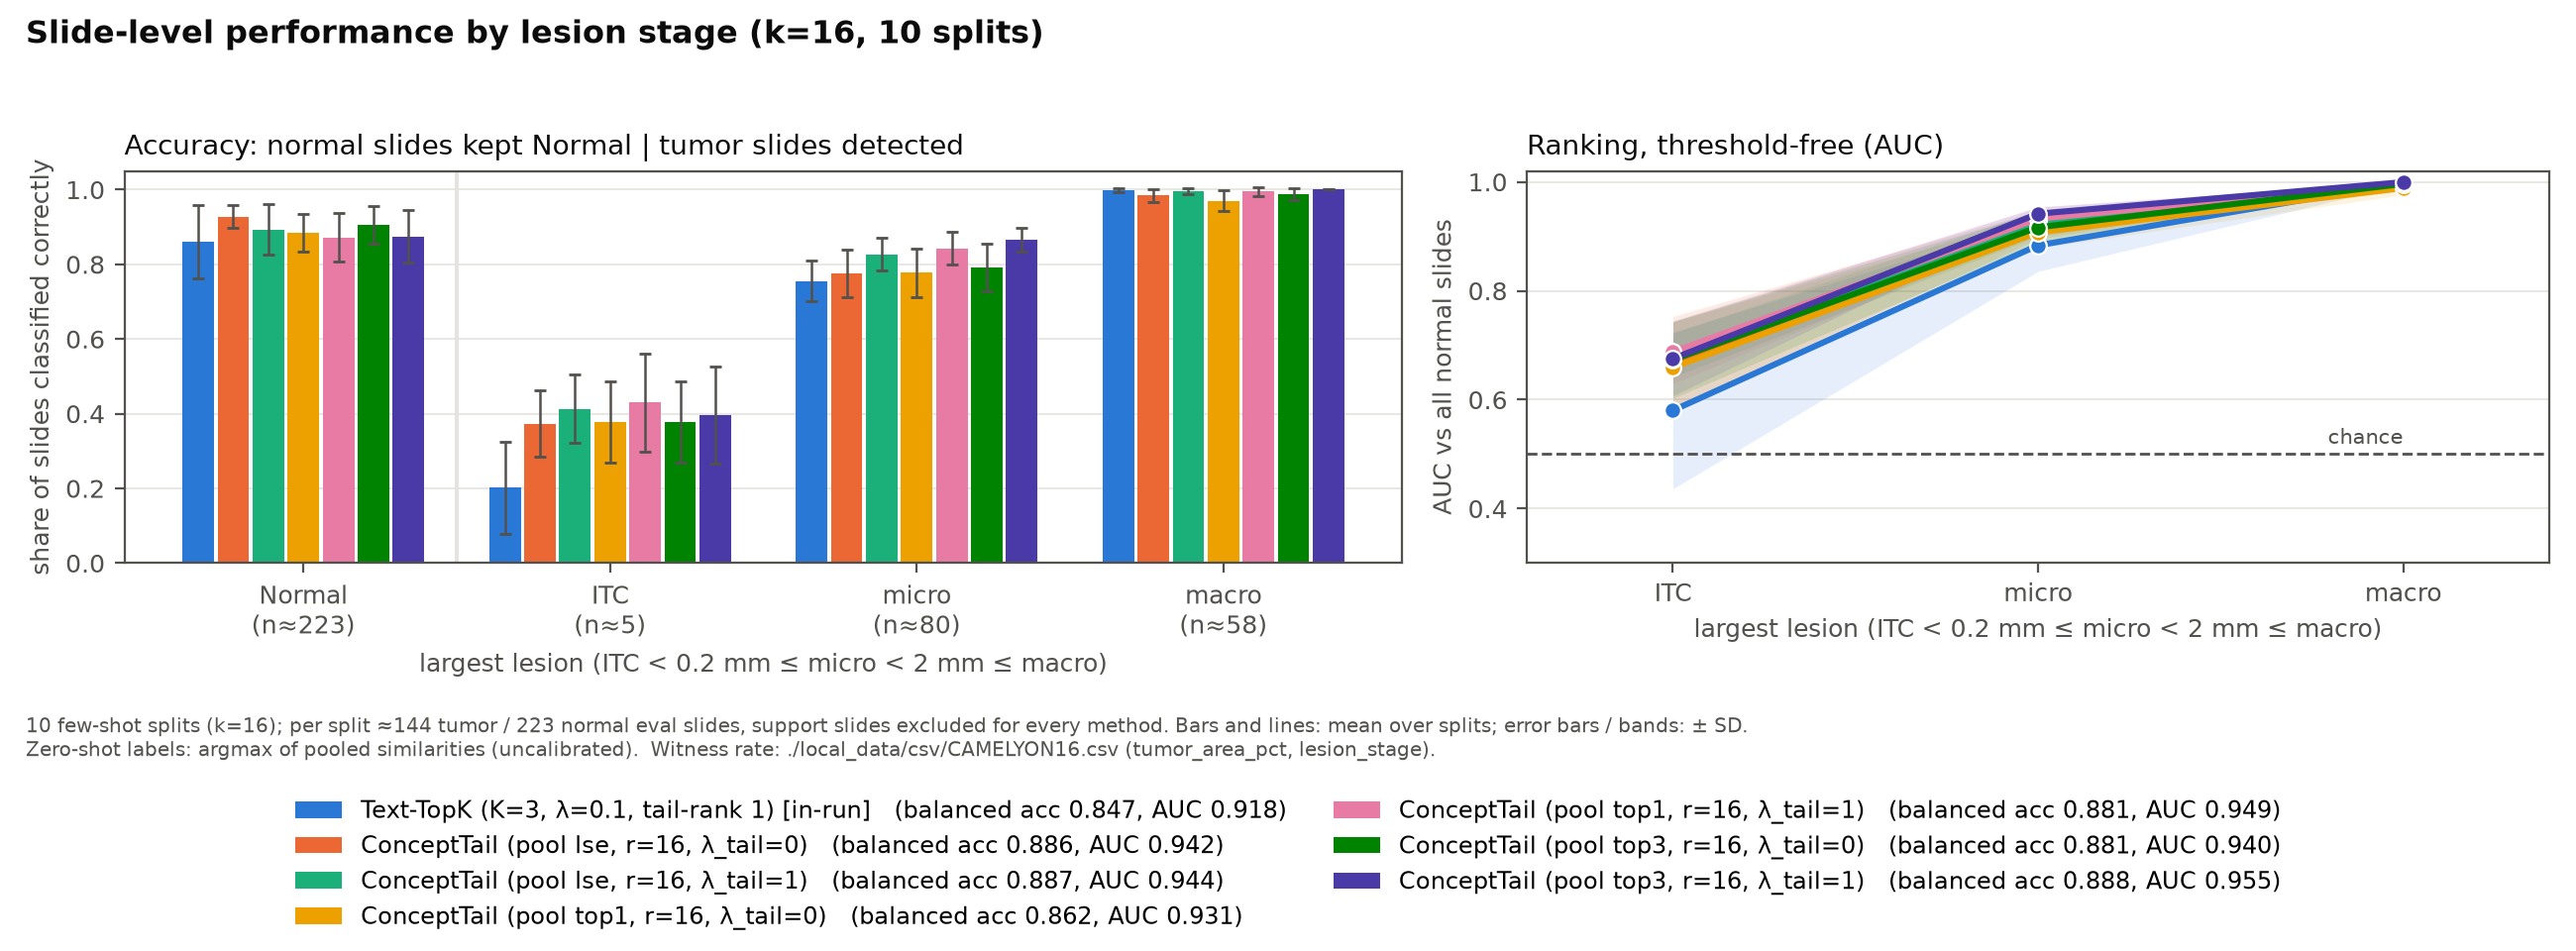 Slide-level performance by lesion stage (k=16, 10 splits)
Accuracy: normal slides kept Normal | tumor slides detected
share of slides classified correctly
1.0
0.8
0.6
0.4
0.2
0.0
Normal
(n≈223)
ITC
(n≈5)
micro
(n≈80)
macro
(n≈58)
largest lesion (ITC < 0.2 mm ≤ micro < 2 mm ≤ macro)
Ranking, threshold-free (AUC)
AUC vs all normal slides
1.0
0.8
0.6
0.4
chance
ITC
micro
macro
largest lesion (ITC < 0.2 mm ≤ micro < 2 mm ≤ macro)
10 few-shot splits (k=16); per split ≈144 tumor / 223 normal eval slides, support slides excluded for every method. Bars and lines: mean over splits; error bars / bands: ± SD.
Zero-shot labels: argmax of pooled similarities (uncalibrated).  Witness rate: ./local_data/csv/CAMELYON16.csv (tumor_area_pct, lesion_stage).
Text-TopK (K=3, λ=0.1, tail-rank 1) [in-run]   (balanced acc 0.847, AUC 0.918)
ConceptTail (pool lse, r=16, λ_tail=0)   (balanced acc 0.886, AUC 0.942)
ConceptTail (pool lse, r=16, λ_tail=1)   (balanced acc 0.887, AUC 0.944)
ConceptTail (pool top1, r=16, λ_tail=0)   (balanced acc 0.862, AUC 0.931)
ConceptTail (pool top1, r=16, λ_tail=1)   (balanced acc 0.881, AUC 0.949)
ConceptTail (pool top3, r=16, λ_tail=0)   (balanced acc 0.881, AUC 0.940)
ConceptTail (pool top3, r=16, λ_tail=1)   (balanced acc 0.888, AUC 0.955)